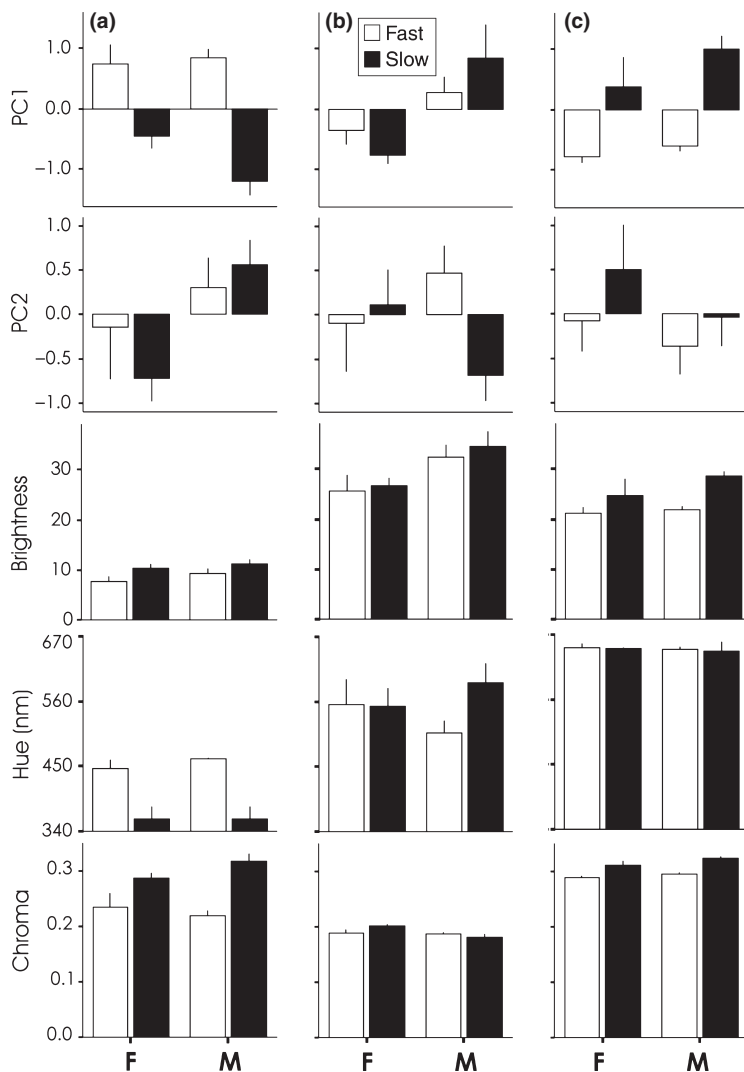 (a) (b) (c)
Fast
Slow
PC1
1.0
0.0
–1.0
PC2
1.0
0.5
0.0
–0.5
–1.0
Brightness
30
20
10
0
Hue (nm)
670
560
450
340
Chroma
0.3
0.2
0.1
0.0
F M F M F M